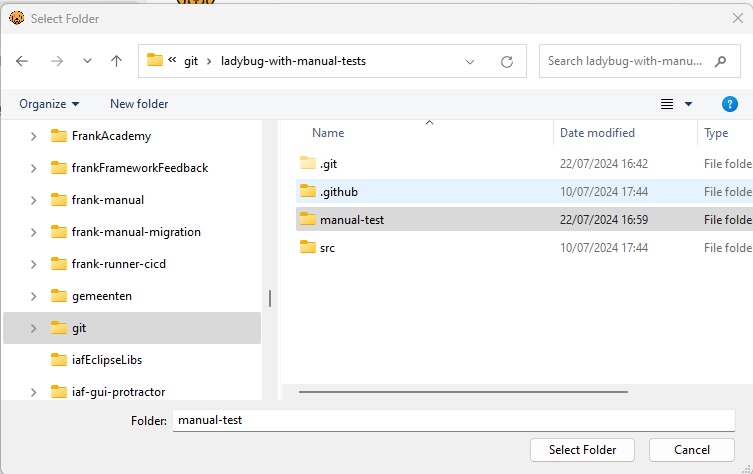 Select Folder
« git > ladybug-with-manual-tests
Search ladybug-with-manu...
Organize
New folder
?
FrankAcademy
frankFrameworkFeedback
frank-manual
frank-manual-migration
frank-runner-cicd
gemeenten
git
iafEclipseLibs
iaf-gui-protractor
Name Date modified Type
.git 22/07/2024 16:42 File folde
.github 10/07/2024 17:44 File folde
manual-test 22/07/2024 16:59 File folde
src 10/07/2024 17:44 File folde
Folder: manual-test
Select Folder
Cancel